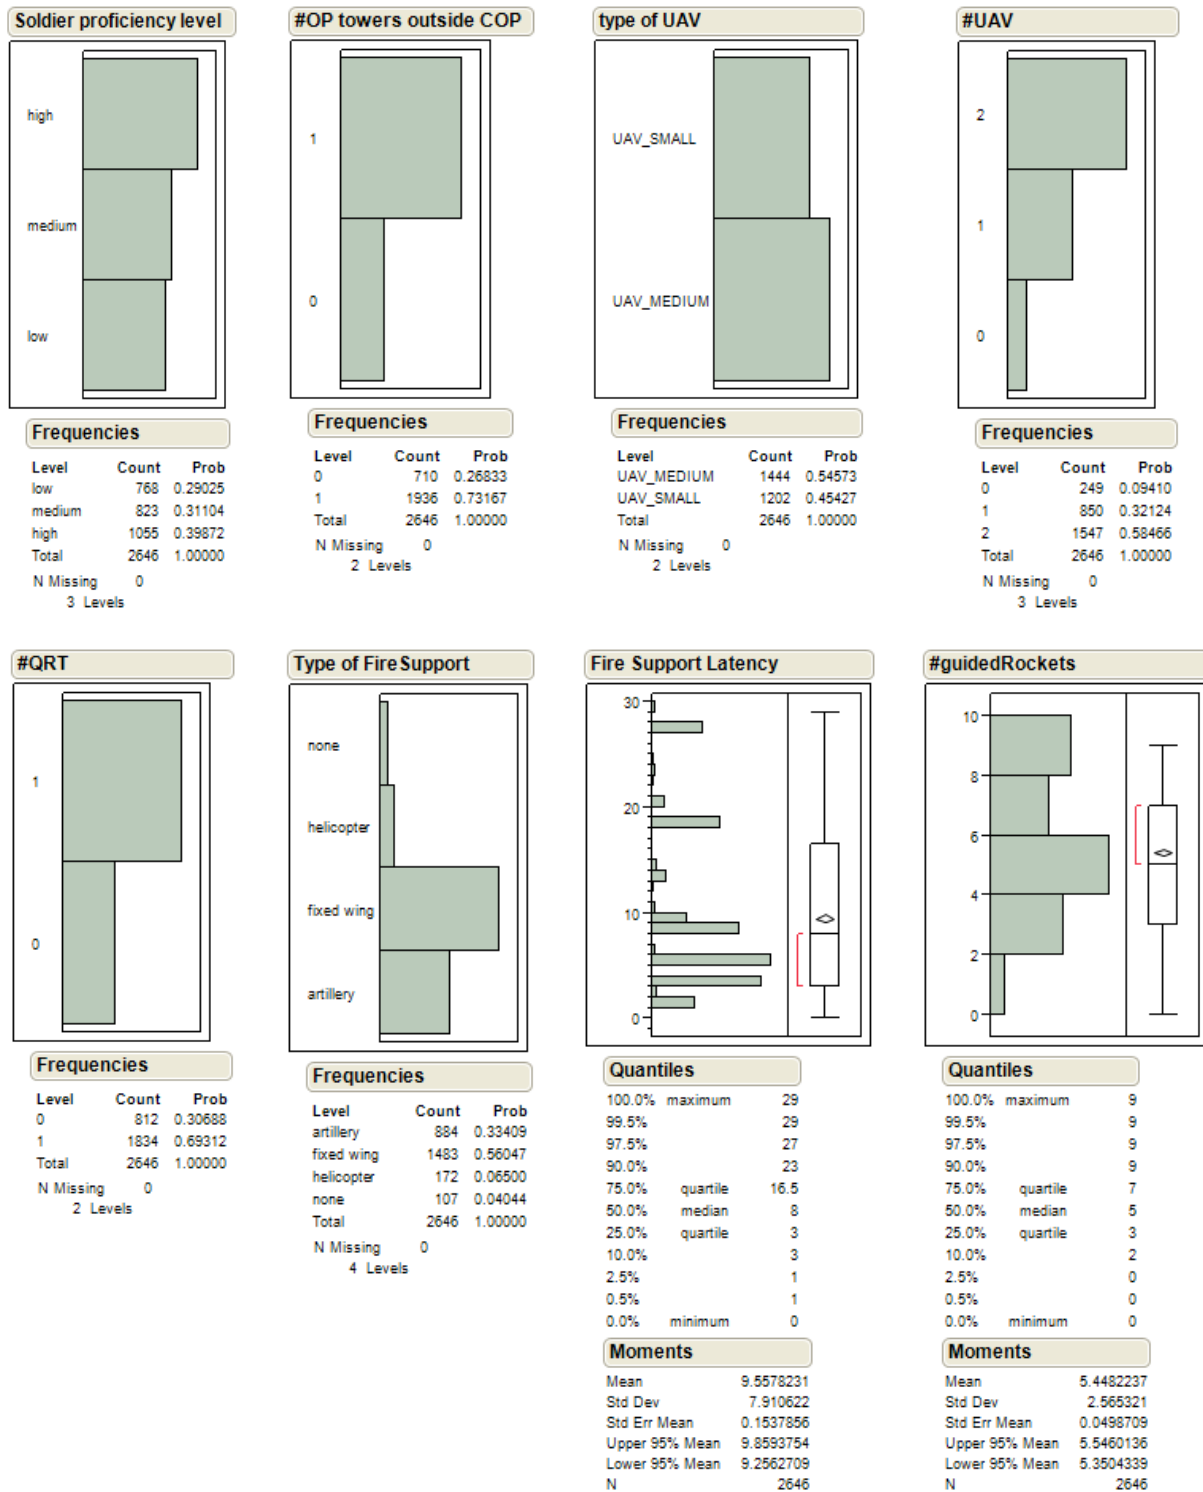 Soldier proficiency level
high
medium
low
Frequencies
Level Count Prob
low 768 0.29025
medium 823 0.31104
high 1055 0.39872
Total 2646 1.00000
N Missing 0
3 Levels
#OP towers outside COP
1
0
Frequencies
Level Count Prob
0 710 0.26833
1 1936 0.73167
Total 2646 1.00000
N Missing 0
2 Levels
type of UAV
UAV_SMALL
UAV_MEDIUM
Frequencies
Level Count Prob
UAV_MEDIUM 1444 0.54573
UAV_SMALL 1202 0.45427
Total 2646 1.00000
N Missing 0
2 Levels
#UAV
2
1
0
Frequencies
Level Count Prob
0 249 0.09410
1 850 0.32124
2 1547 0.58466
Total 2646 1.00000
N Missing 0
3 Levels
#QRT
1
0
Frequencies
Level Count Prob
0 812 0.30688
1 1834 0.69312
Total 2646 1.00000
N Missing 0
2 Levels
Type of FireSupport
none
helicopter
fixed wing
artillery
Frequencies
Level Count Prob
artillery 884 0.33409
fixed wing 1483 0.56047
helicopter 172 0.06500
none 107 0.04044
Total 2646 1.00000
N Missing 0
4 Levels
Fire Support Latency
30
20
10
0
Quantiles
100.0% maximum 29
99.5% 29
97.5% 27
90.0% 23
75.0% quartile 16.5
50.0% median 8
25.0% quartile 3
10.0% 3
2.5% 1
0.5% 1
0.0% minimum 0
Moments
Mean 9.5578231
Std Dev 7.910622
Std Err Mean 0.1537856
Upper 95% Mean 9.8593754
Lower 95% Mean 9.2562709
N 2646
#guidedRockets
10
8
6
4
2
0
Quantiles
100.0% maximum 9
99.5% 9
97.5% 9
90.0% 9
75.0% quartile 7
50.0% median 5
25.0% quartile 3
10.0% 2
2.5% 0
0.5% 0
0.0% minimum 0
Moments
Mean 5.4482237
Std Dev 2.565321
Std Err Mean 0.0498709
Upper 95% Mean 5.5460136
Lower 95% Mean 5.3504339
N 2646